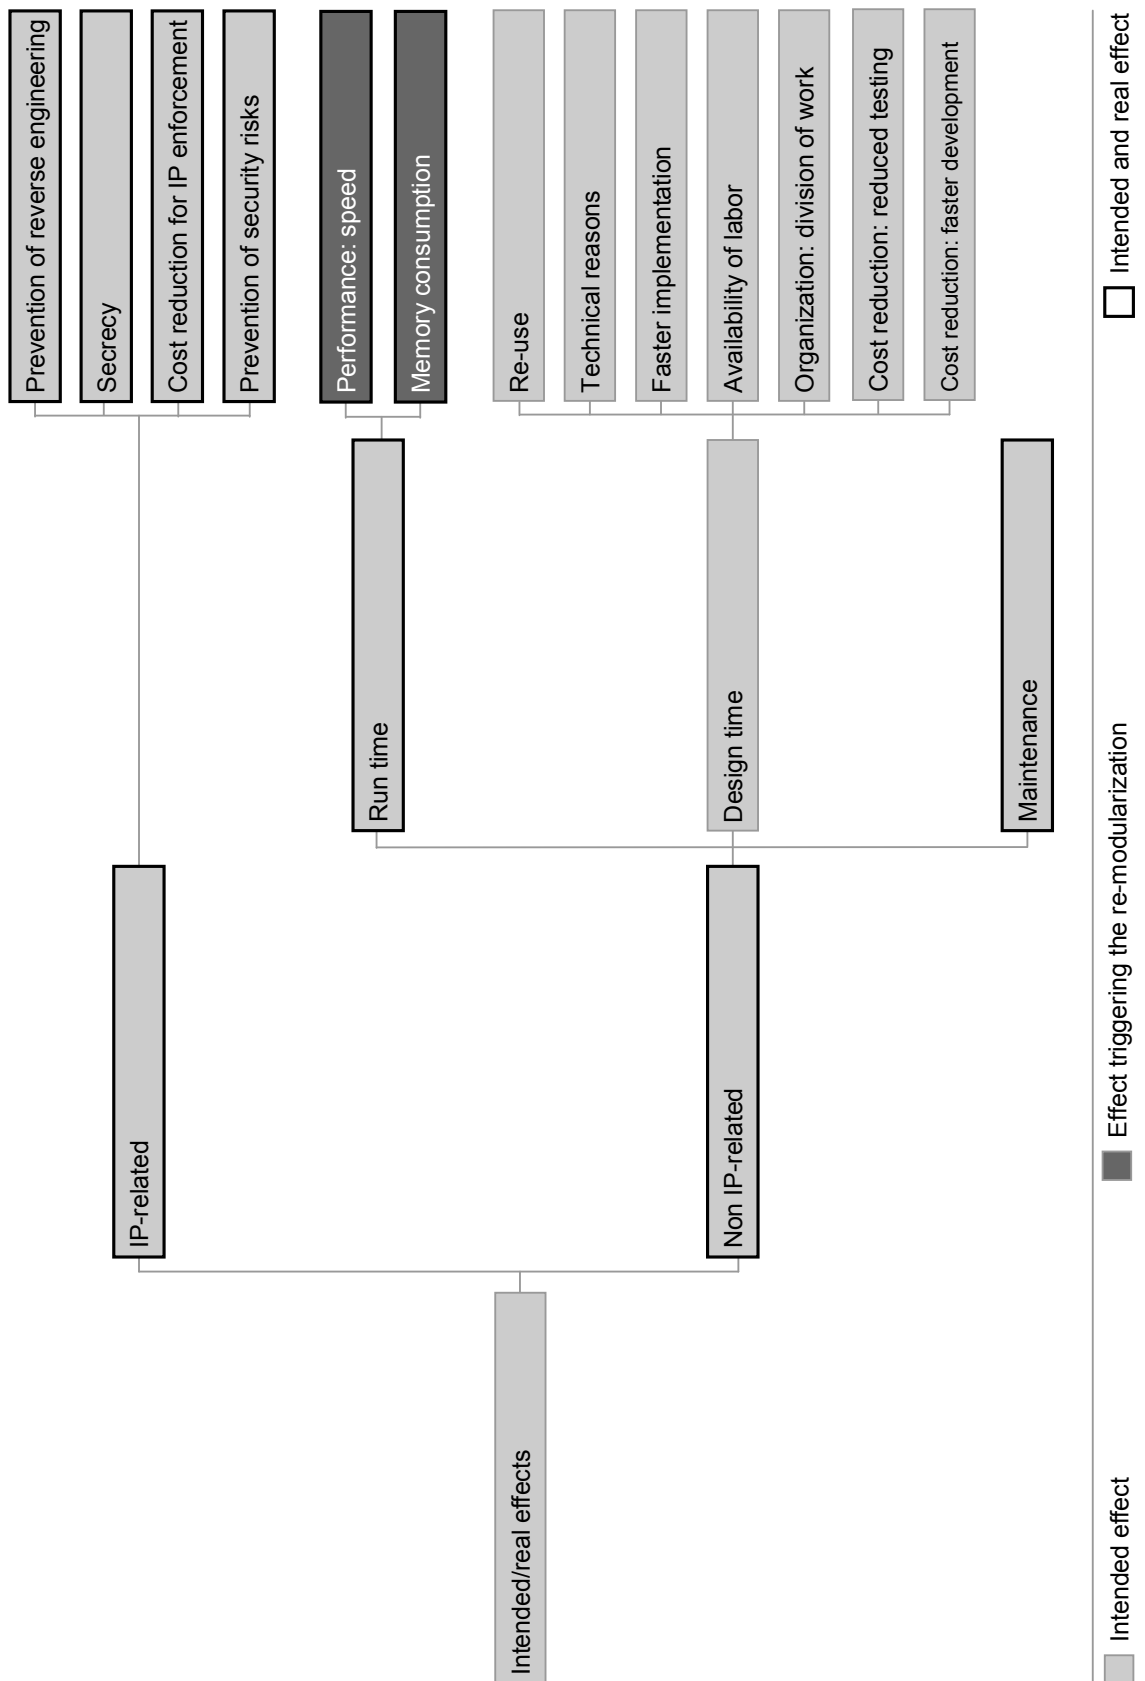 Intended/real effects
IP-related
Prevention of reverse engineering
Secrecy
Cost reduction for IP enforcement
Prevention of security risks
Non IP-related
Run time
Performance: speed
Memory consumption
Design time
Re-use
Technical reasons
Faster implementation
Availability of labor
Organization: division of work
Cost reduction: reduced testing
Cost reduction: faster development
Maintenance
Intended effect
Effect triggering the re-modularization
Intended and real effect